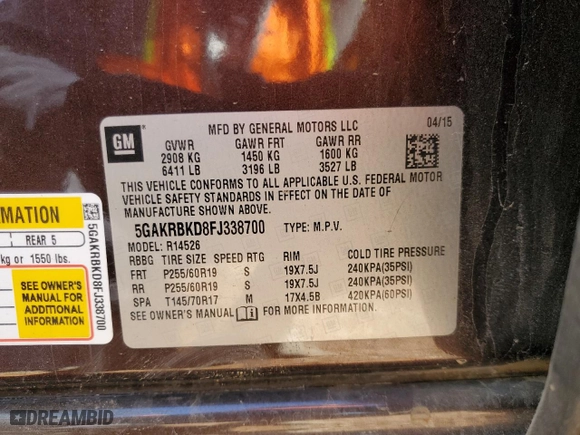 GM
MFD BY GENERAL MOTORS LLC
04/15
GVWR GAWR FRT GAWR RR
2908 KG 1450 KG 1600 KG
6411 LB 3196 LB 3527 LB
THIS VEHICLE CONFORMS TO ALL APPLICABLE U.S. FEDERAL MOTOR
VEHICLE SAFETY STANDARDS IN EFFECT ON THE DATE OF
MANUFACTURE SHOWN ABOVE.
5GAKRBKD8FJ338700 TYPE: M.P.V.
MODEL: R14526
RBBG TIRE SIZE SPEED RTG RIM COLD TIRE PRESSURE
FRT P255/60R19 S 19X7.5J 240KPA(35PSI)
RR P255/60R19 S 19X7.5J 240KPA(35PSI)
SPA T145/70R17 M 17X4.5B 420KPA(60PSI)
SEE OWNER'S MANUAL FOR MORE INFORMATION.
RMATION
REAR 5
kg or 1550 lbs.
SEE OWNER'S
MANUAL FOR
ADDITIONAL
INFORMATION
5GAKRBKD8FJ338700
DREAMBID